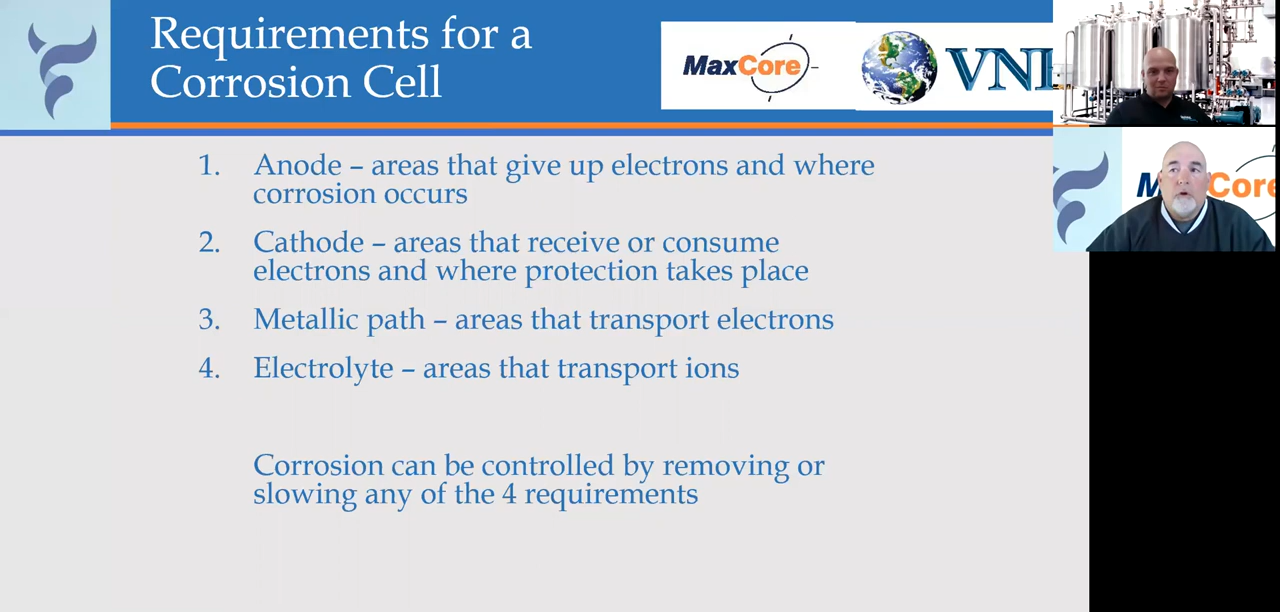 Requirements for a
Corrosion Cell
MaxCore
1. Anode – areas that give up electrons and where
corrosion occurs
2. Cathode – areas that receive or consume
electrons and where protection takes place
3. Metallic path – areas that transport electrons
4. Electrolyte – areas that transport ions
Corrosion can be controlled by removing or
slowing any of the 4 requirements